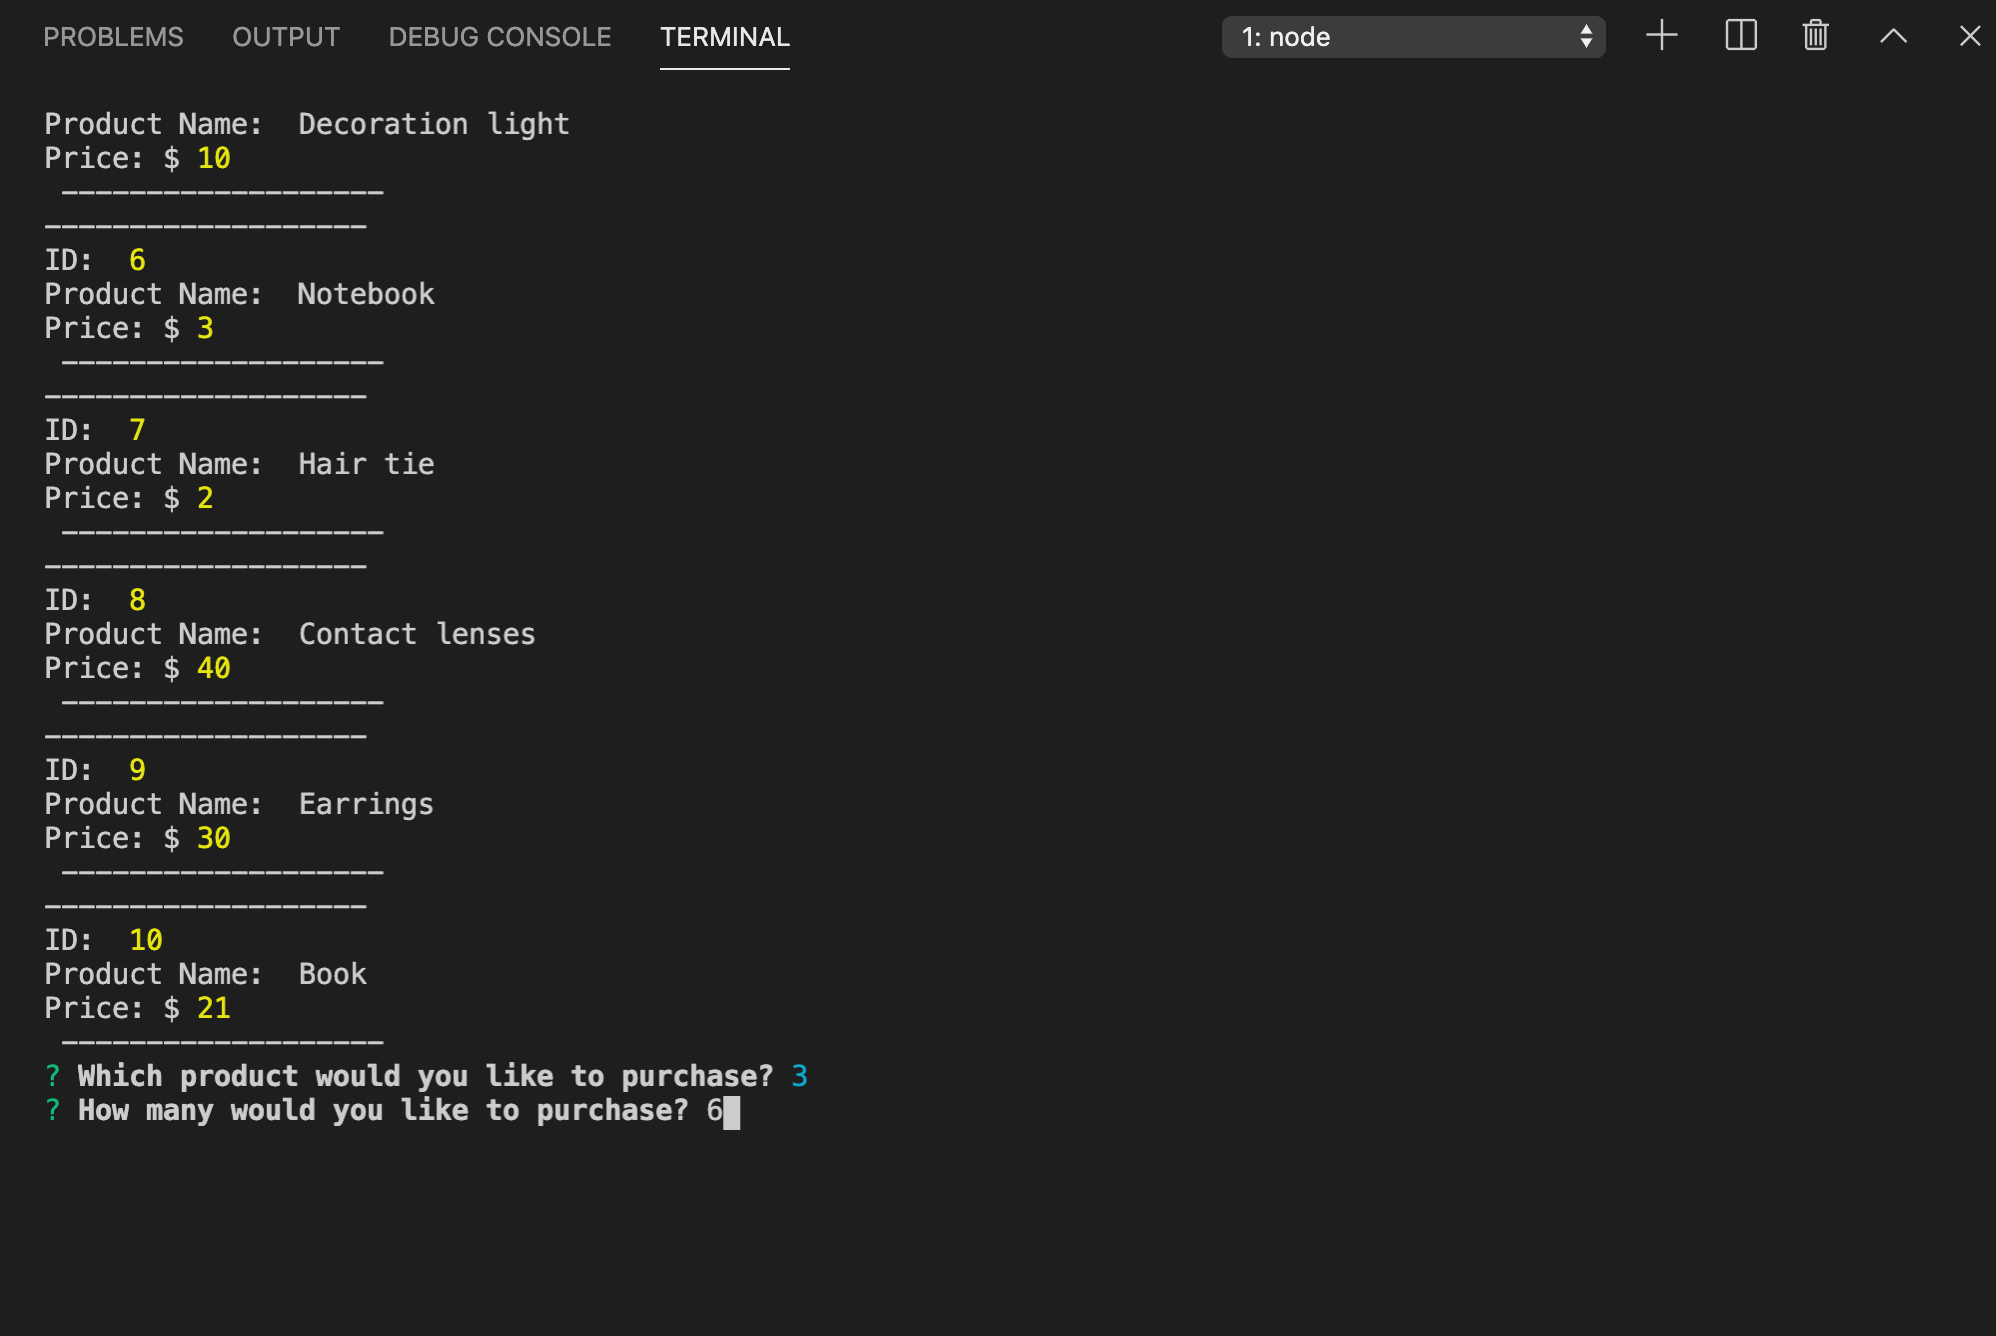 PROBLEMS OUTPUT DEBUG CONSOLE TERMINAL 1: node
Product Name:  Decoration light
Price: $ 10
 -------------------
-------------------
ID:  6
Product Name:  Notebook
Price: $ 3
 -------------------
-------------------
ID:  7
Product Name:  Hair tie
Price: $ 2
 -------------------
-------------------
ID:  8
Product Name:  Contact lenses
Price: $ 40
 -------------------
-------------------
ID:  9
Product Name:  Earrings
Price: $ 30
 -------------------
-------------------
ID:  10
Product Name:  Book
Price: $ 21
 -------------------
? Which product would you like to purchase? 3
? How many would you like to purchase? 6